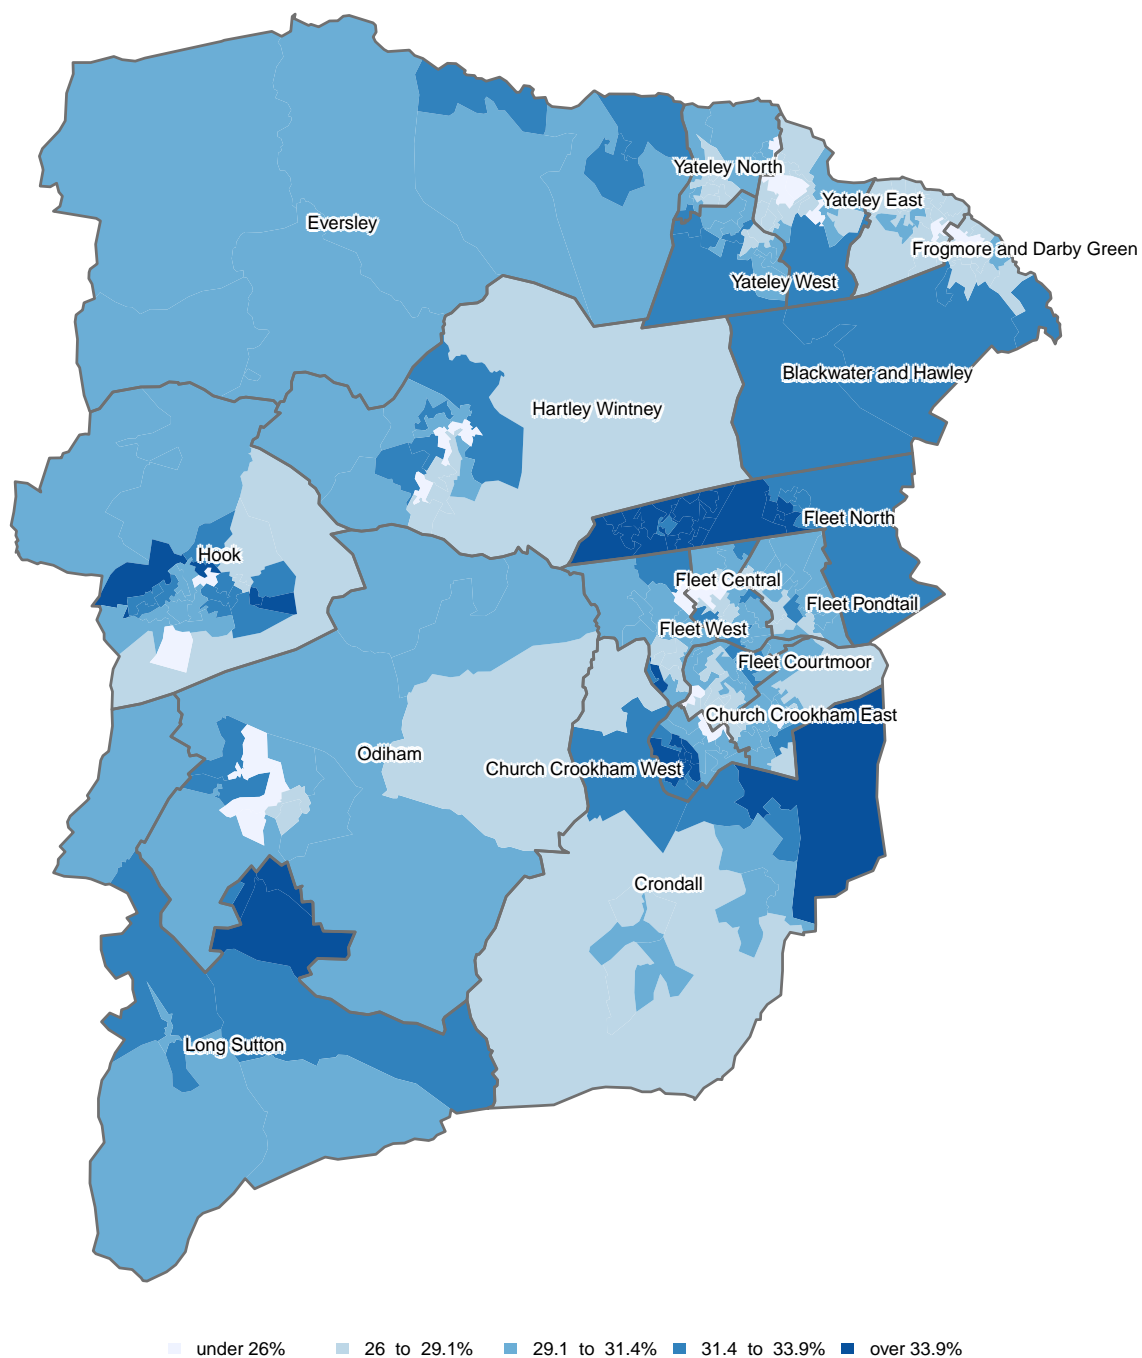 Yateley North
Yateley East
Eversley
Frogmore and Darby Green
Yateley West
Blackwater and Hawley
Hartley Wintney
Fleet North
Hook
Fleet Central
Fleet Pondtail
Fleet West
Fleet Courtmoor
Church Crookham East
Odiham
Church Crookham West
Crondall
Long Sutton
under 26% 26 to 29.1% 29.1 to 31.4% 31.4 to 33.9% over 33.9%